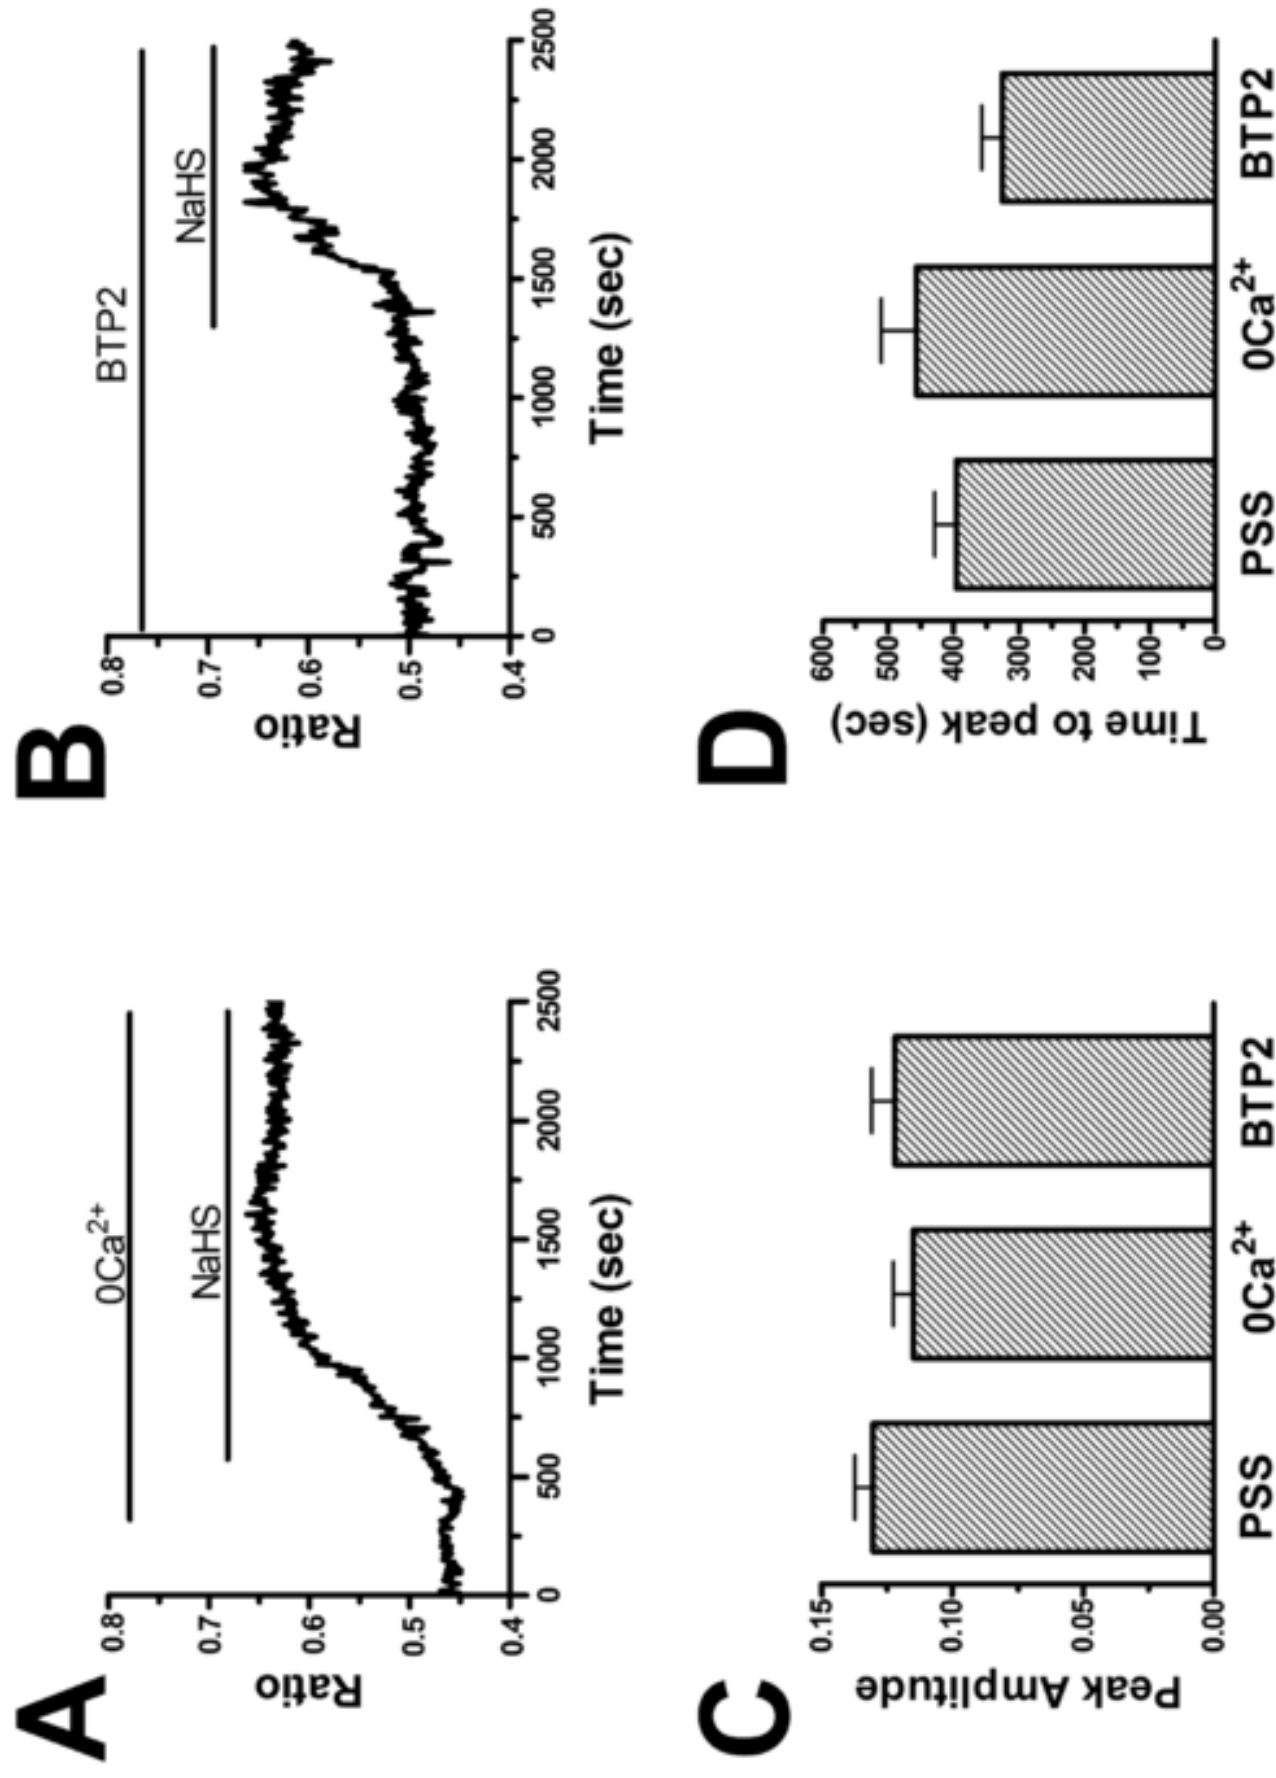 A
0Ca²⁺
NaHS
Ratio
0.8
0.7
0.6
0.5
0.4
0
500
1000
1500
2000
2500
Time (sec)
B
BTP2
NaHS
Ratio
0.8
0.7
0.6
0.5
0.4
0
500
1000
1500
2000
2500
Time (sec)
C
Peak Amplitude
0.15
0.10
0.05
0.00
PSS
0Ca²⁺
BTP2
D
Time to peak (sec)
600
500
400
300
200
100
0
PSS
0Ca²⁺
BTP2